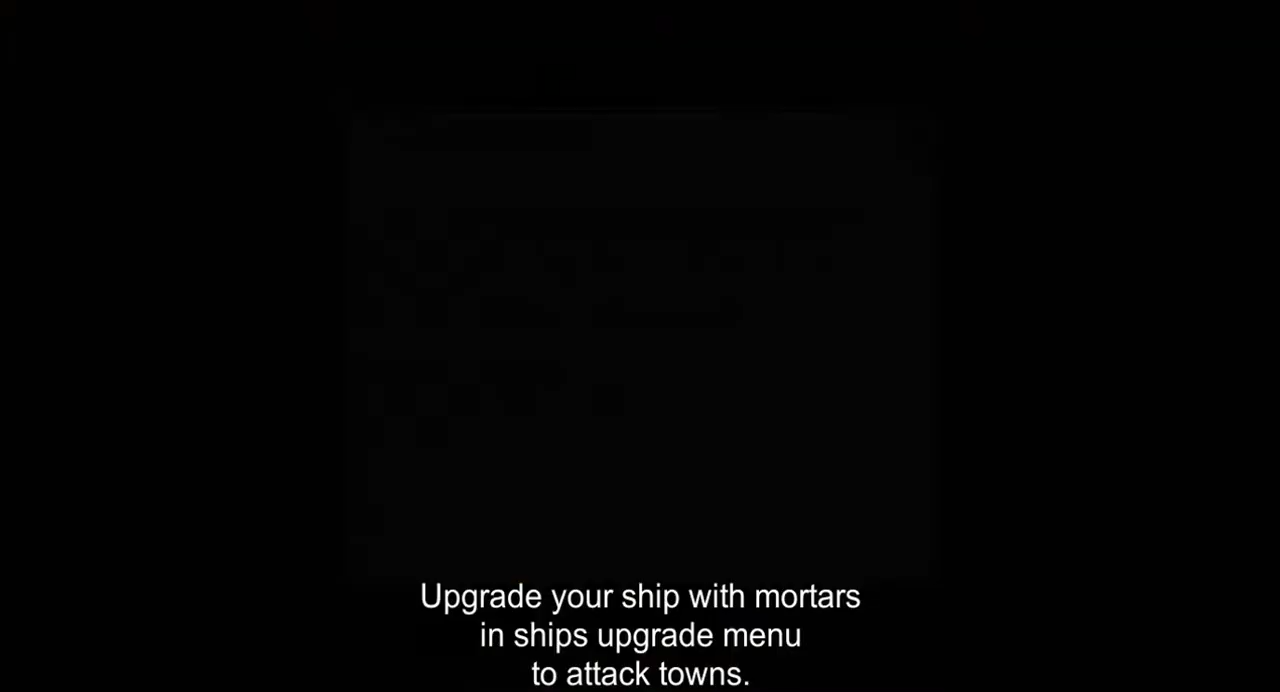 Upgrade your ship with mortars
in ships upgrade menu
to attack towns.